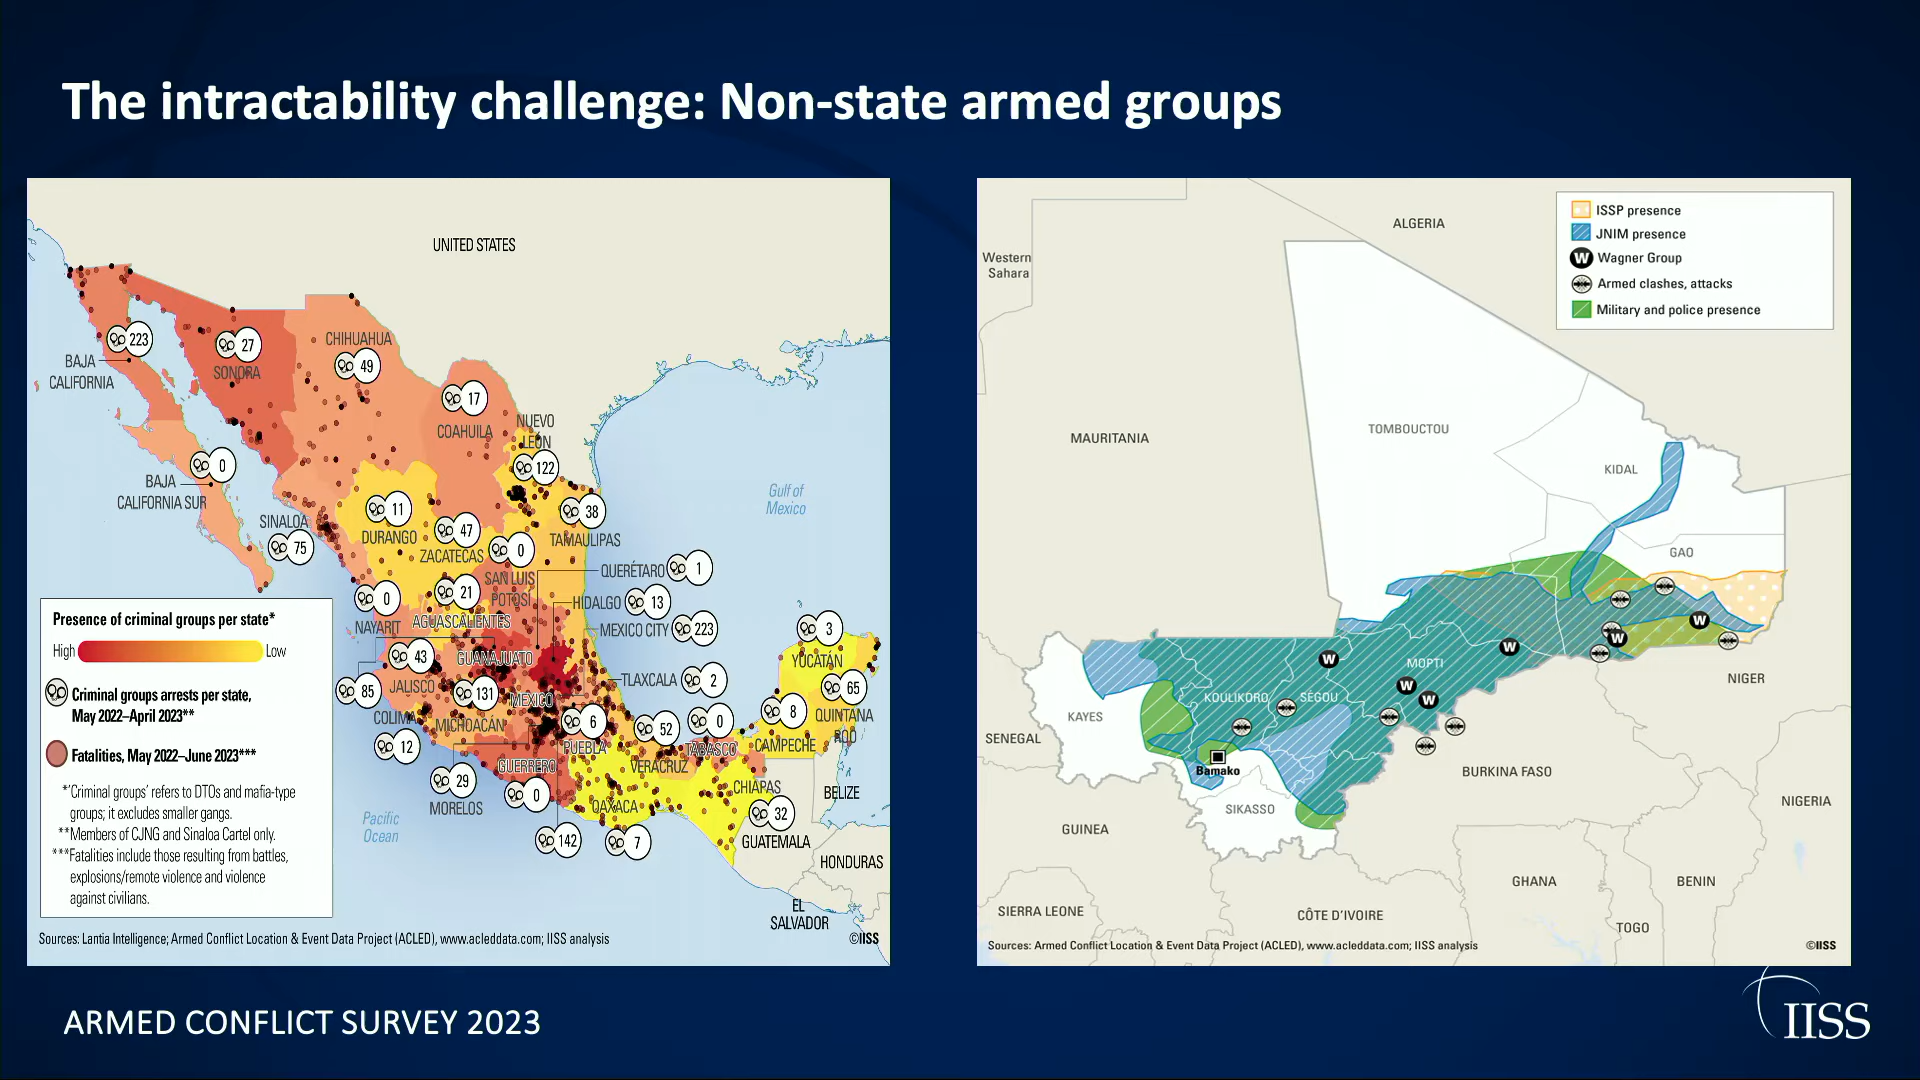 The intractability challenge: Non-state armed groups
UNITED STATES
223
BAJA
CALIFORNIA
27
SONORA
CHIHUAHUA
49
17
COAHUILA
NUEVO
LEÓN
122
0
BAJA
CALIFORNIA SUR
SINALOA
75
11
DURANGO
47
ZACATECAS
0
SAN LUIS
POTOSÍ
38
TAMAULIPAS
Gulf of
Mexico
QUERÉTARO
1
HIDALGO
13
MEXICO CITY
223
TLAXCALA
2
0
NAYARIT
21
AGUASCALIENTES
43
JALISCO
GUANAJUATO
85
131
MEXICO
COLIMA
MICHOACÁN
12
6
PUEBLA
52
VERACRUZ
0
TABASCO
8
CAMPECHE
3
YUCATÁN
65
QUINTANA
ROO
29
MORELOS
GUERRERO
0
142
OAXACA
7
CHIAPAS
32
GUATEMALA
BELIZE
HONDURAS
EL
SALVADOR
Pacific
Ocean
Presence of criminal groups per state*
High
Low
Criminal groups arrests per state,
May 2022–April 2023**
Fatalities, May 2022–June 2023***
*'Criminal groups' refers to DTOs and mafia-type
groups; it excludes smaller gangs.
**Members of CJNG and Sinaloa Cartel only.
***Fatalities include those resulting from battles,
explosions/remote violence and violence
against civilians.
Sources: Lantia Intelligence; Armed Conflict Location & Event Data Project (ACLED), www.acleddata.com; IISS analysis
©IISS
ISSP presence
JNIM presence
W Wagner Group
Armed clashes, attacks
Military and police presence
ALGERIA
Western
Sahara
MAURITANIA
TOMBOUCTOU
KIDAL
GAO
W
W
W
W
W
W
MOPTI
KOULIKORO
SÉGOU
KAYES
SENEGAL
Bamako
SIKASSO
NIGER
BURKINA FASO
NIGERIA
GUINEA
GHANA
BENIN
SIERRA LEONE
CÔTE D'IVOIRE
TOGO
Sources: Armed Conflict Location & Event Data Project (ACLED), www.acleddata.com; IISS analysis
©IISS
ARMED CONFLICT SURVEY 2023
IISS